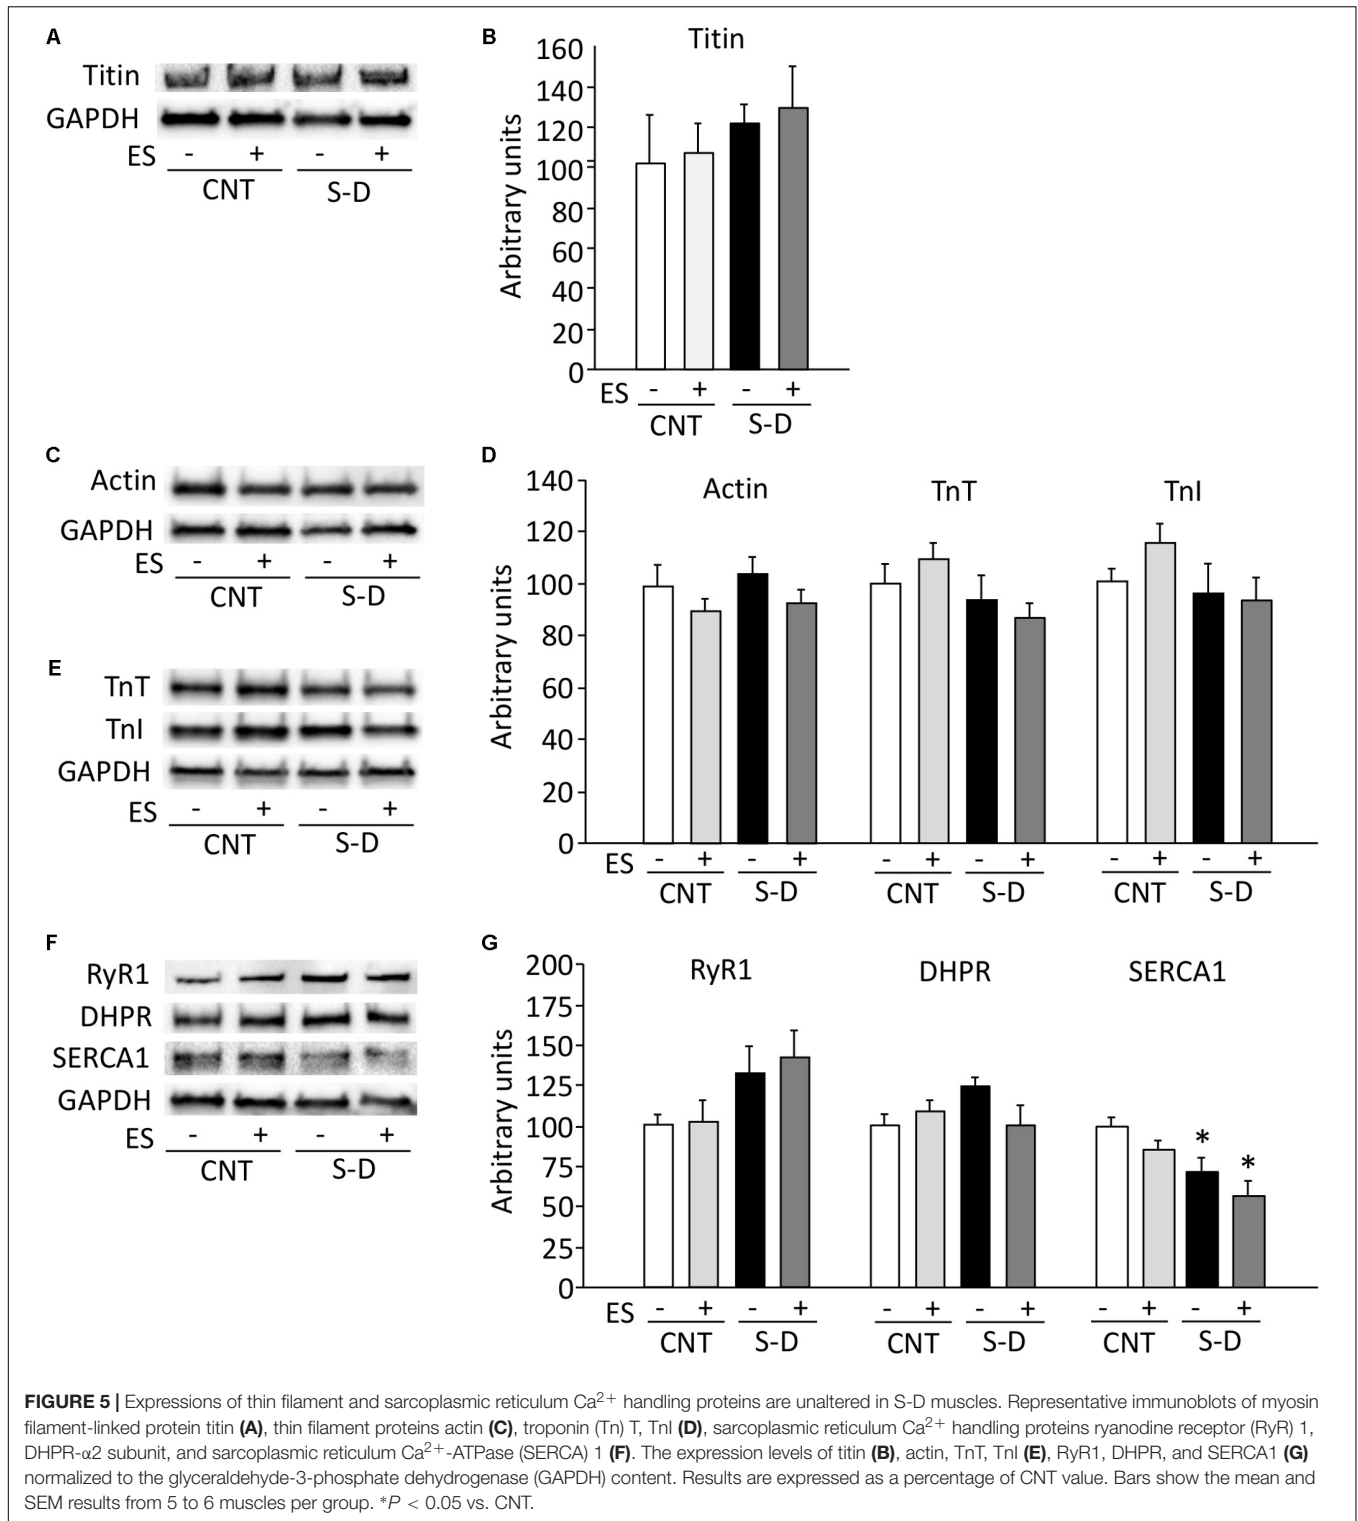 A
Titin
GAPDH
ES - + - +
CNT S-D
B
Titin
Arbitrary units
160
140
120
100
80
60
40
20
0
ES - + - +
CNT S-D
C
Actin
GAPDH
ES - + - +
CNT S-D
D
Actin TnT TnI
Arbitrary units
140
120
100
80
60
40
20
0
ES - + - + - + - + - + - +
CNT S-D CNT S-D CNT S-D
E
TnT
TnI
GAPDH
ES - + - +
CNT S-D
F
RyR1
DHPR
SERCA1
GAPDH
ES - + - +
CNT S-D
G
RyR1 DHPR SERCA1
Arbitrary units
200
175
150
125
100
75
50
25
0
* *
ES - + - + - + - + - + - +
CNT S-D CNT S-D CNT S-D
FIGURE 5 | Expressions of thin filament and sarcoplasmic reticulum Ca2+ handling proteins are unaltered in S-D muscles. Representative immunoblots of myosin
filament-linked protein titin (A), thin filament proteins actin (C), troponin (Tn) T, TnI (D), sarcoplasmic reticulum Ca2+ handling proteins ryanodine receptor (RyR) 1,
DHPR-α2 subunit, and sarcoplasmic reticulum Ca2+-ATPase (SERCA) 1 (F). The expression levels of titin (B), actin, TnT, TnI (E), RyR1, DHPR, and SERCA1 (G)
normalized to the glyceraldehyde-3-phosphate dehydrogenase (GAPDH) content. Results are expressed as a percentage of CNT value. Bars show the mean and
SEM results from 5 to 6 muscles per group. *P < 0.05 vs. CNT.